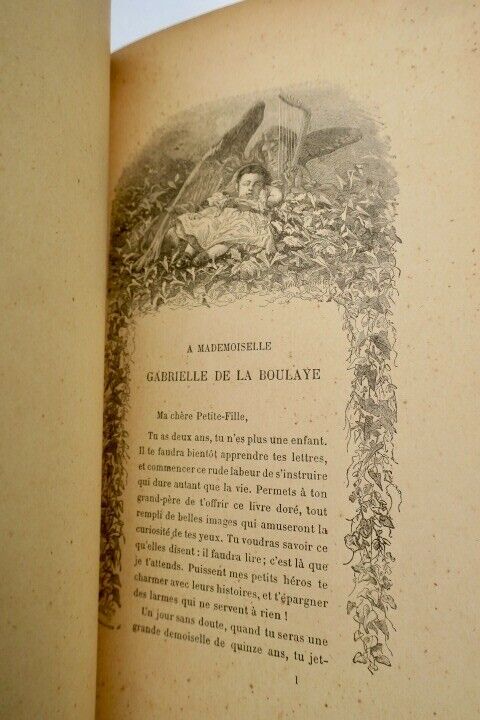 A MADEMOISELLE
GABRIELLE DE LA BOULAYE
Ma chère Petite-Fille,
Tu as deux ans, tu n'es plus une enfant.
Il te faudra bientôt apprendre tes lettres,
et commencer ce rude labeur de s'instruire
qui dure autant que la vie. Permets à ton
grand-père de t'offrir ce livre doré, tout
rempli de belles images qui amuseront la
curiosité de tes yeux. Tu voudras savoir ce
qu'elles disent : il faudra lire; c'est là que
je t'attends. Puissent mes petits héros te
charmer avec leurs histoires, et t'épargner
des larmes qui ne servent à rien !
Un jour sans doute, quand tu seras une
grande demoiselle de quinze ans, tu jet-
1